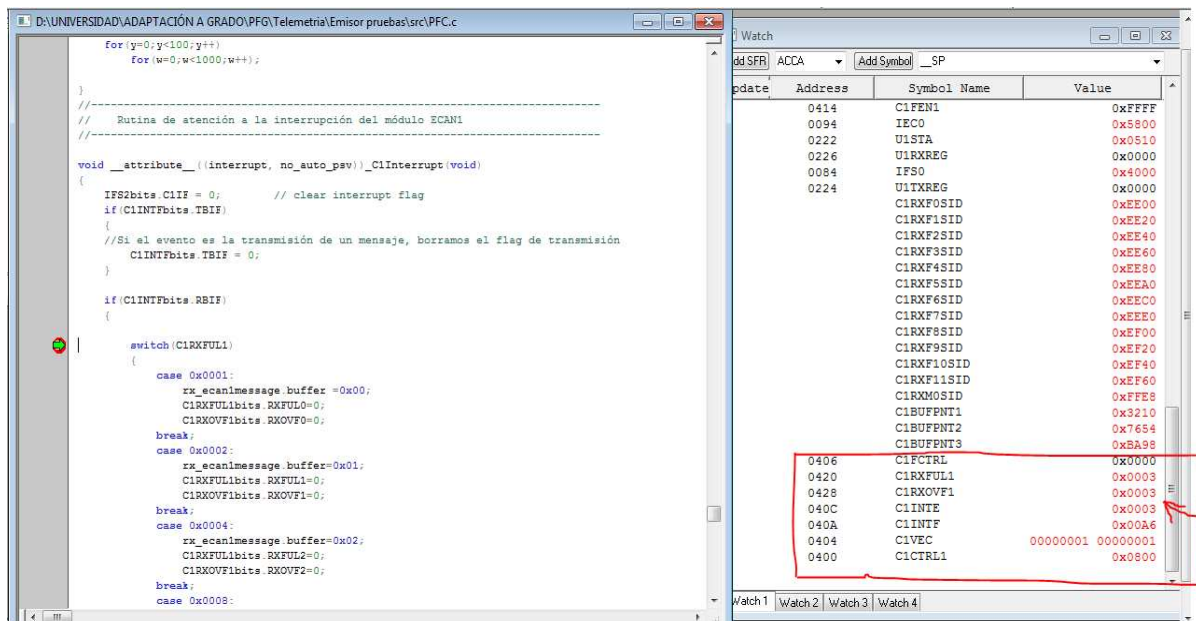 D:\UNIVERSIDAD\ADAPTACIÓN A GRADO\PFG\Telemetria\Emisor pruebas\src\PFC.c
for(y=0;y<100;y++)
for(w=0;w<1000;w++);
}
//------------------------------------------------------------------------------
//    Rutina de atención a la interrupción del módulo ECAN1
//------------------------------------------------------------------------------
void __attribute__((interrupt, no_auto_psv))_C1Interrupt(void)
{
IFS2bits.C1IF = 0;        // clear interrupt flag
if(C1INTFbits.TBIF)
{
//Si el evento es la transmisión de un mensaje, borramos el flag de transmisión
C1INTFbits.TBIF = 0;
}
if(C1INTFbits.RBIF)
{
switch(C1RXFUL1)
{
case 0x0001:
rx_ecan1message.buffer =0x00;
C1RXFUL1bits.RXFUL0=0;
C1RXOVF1bits.RXOVF0=0;
break;
case 0x0002:
rx_ecan1message.buffer=0x01;
C1RXFUL1bits.RXFUL1=0;
C1RXOVF1bits.RXOVF1=0;
break;
case 0x0004:
rx_ecan1message.buffer=0x02;
C1RXFUL1bits.RXFUL2=0;
C1RXOVF1bits.RXOVF2=0;
break;
case 0x0008:
Watch
dd SFR ACCA Add Symbol __SP
pdate Address Symbol Name Value
0414 C1FEN1 0xFFFF
0094 IEC0 0x5800
0222 U1STA 0x0510
0226 U1RXREG 0x0000
0084 IFS0 0x4000
0224 U1TXREG 0x0000
C1RXF0SID 0xEE00
C1RXF1SID 0xEE20
C1RXF2SID 0xEE40
C1RXF3SID 0xEE60
C1RXF4SID 0xEE80
C1RXF5SID 0xEEA0
C1RXF6SID 0xEEC0
C1RXF7SID 0xEEE0
C1RXF8SID 0xEF00
C1RXF9SID 0xEF20
C1RXF10SID 0xEF40
C1RXF11SID 0xEF60
C1RXM0SID 0xFFE8
C1BUFPNT1 0x3210
C1BUFPNT2 0x7654
C1BUFPNT3 0xBA98
0406 C1FCTRL 0x0000
0420 C1RXFUL1 0x0003
0428 C1RXOVF1 0x0003
040C C1INTE 0x0003
040A C1INTF 0x00A6
0404 C1VEC 00000001 00000001
0400 C1CTRL1 0x0800
Watch 1 Watch 2 Watch 3 Watch 4